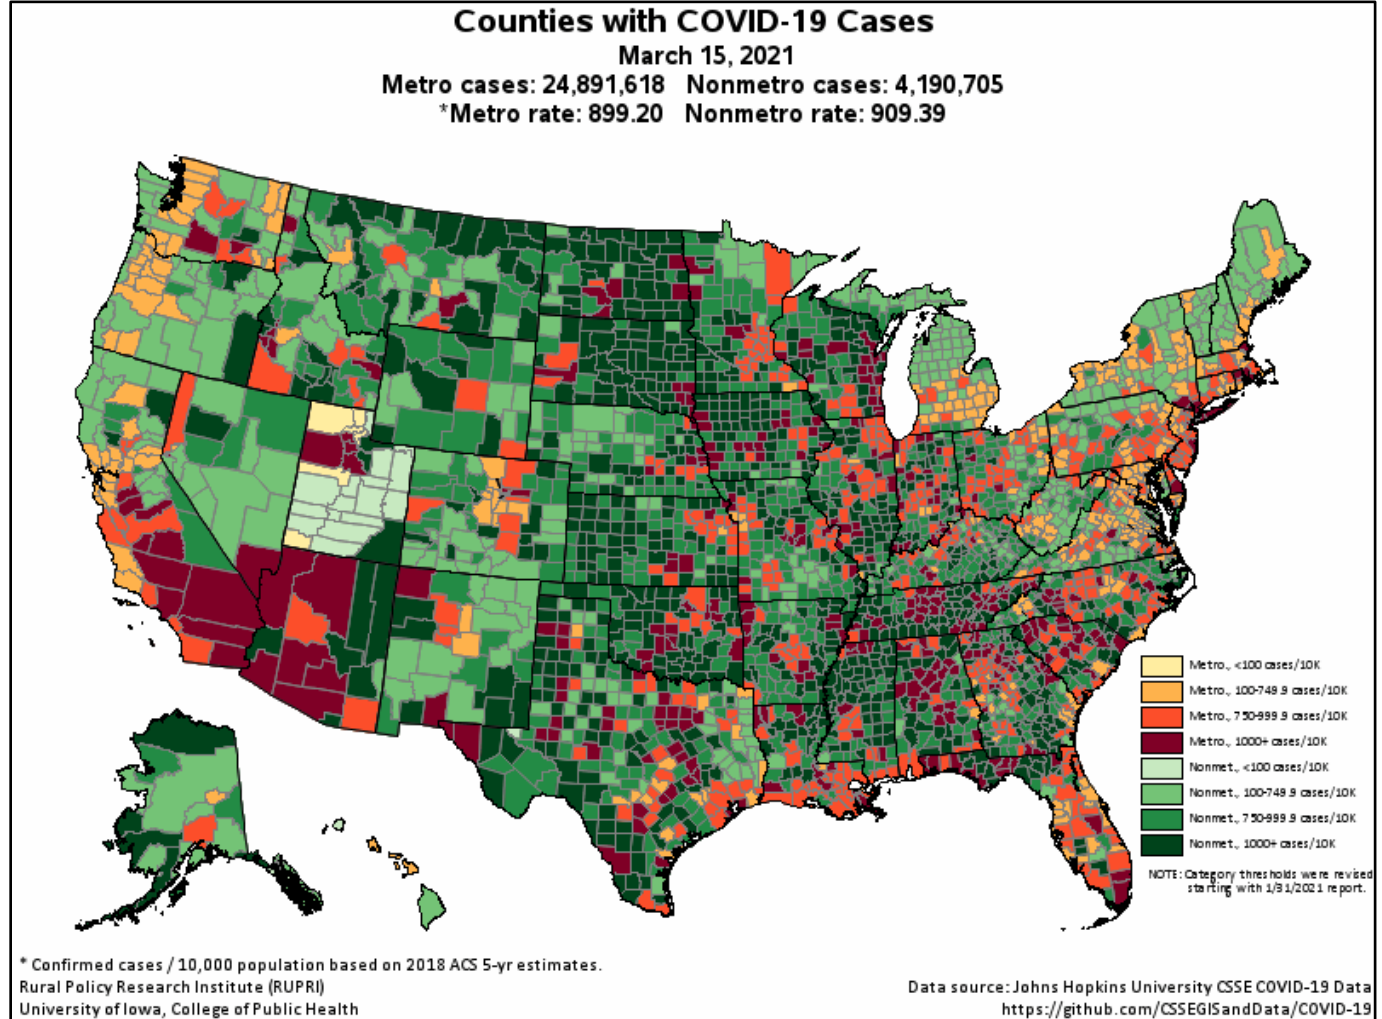 Counties with COVID-19 Cases
March 15, 2021
Metro cases: 24,891,618 Nonmetro cases: 4,190,705
*Metro rate: 899.20 Nonmetro rate: 909.39
Metro., <100 cases/10K
Metro., 100-749.9 cases/10K
Metro., 750-999.9 cases/10K
Metro., 1000+ cases/10K
Nonmet., <100 cases/10K
Nonmet., 100-749.9 cases/10K
Nonmet., 750-999.9 cases/10K
Nonmet., 1000+ cases/10K
NOTE: Category thresholds were revised
starting with 1/31/2021 report.
* Confirmed cases / 10,000 population based on 2018 ACS 5-yr estimates.
Rural Policy Research Institute (RUPRI)
University of Iowa, College of Public Health
Data source: Johns Hopkins University CSSE COVID-19 Data
https://github.com/CSSEGISandData/COVID-19